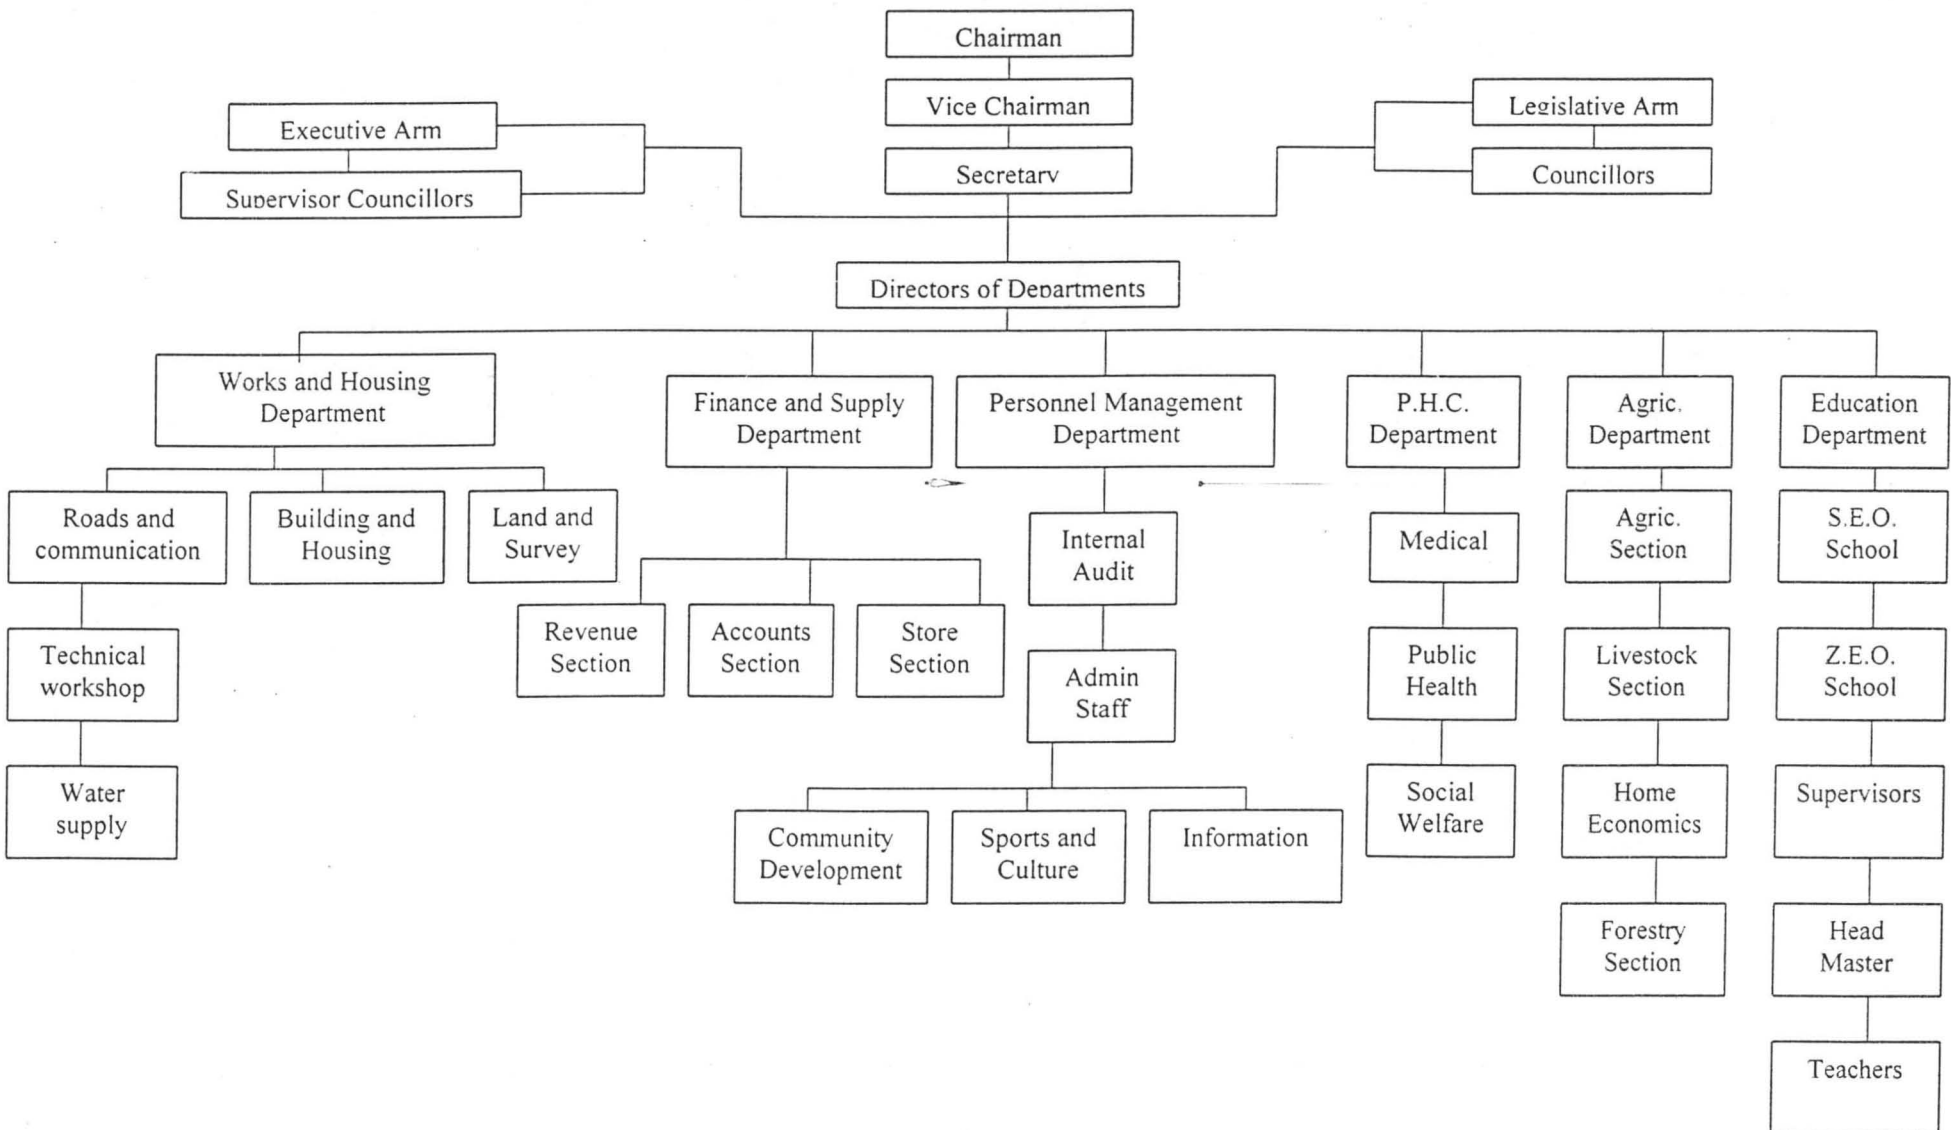 Chairman
Vice Chairman
Secretary
Executive Arm
Supervisor Councillors
Legislative Arm
Councillors
Directors of Departments
Works and Housing
Department
Finance and Supply
Department
Personnel Management
Department
P.H.C.
Department
Agric.
Department
Education
Department
Roads and
communication
Building and
Housing
Land and
Survey
Technical
workshop
Water
supply
Revenue
Section
Accounts
Section
Store
Section
Internal
Audit
Admin
Staff
Community
Development
Sports and
Culture
Information
Medical
Public
Health
Social
Welfare
Agric.
Section
Livestock
Section
Home
Economics
Forestry
Section
S.E.O.
School
Z.E.O.
School
Supervisors
Head
Master
Teachers